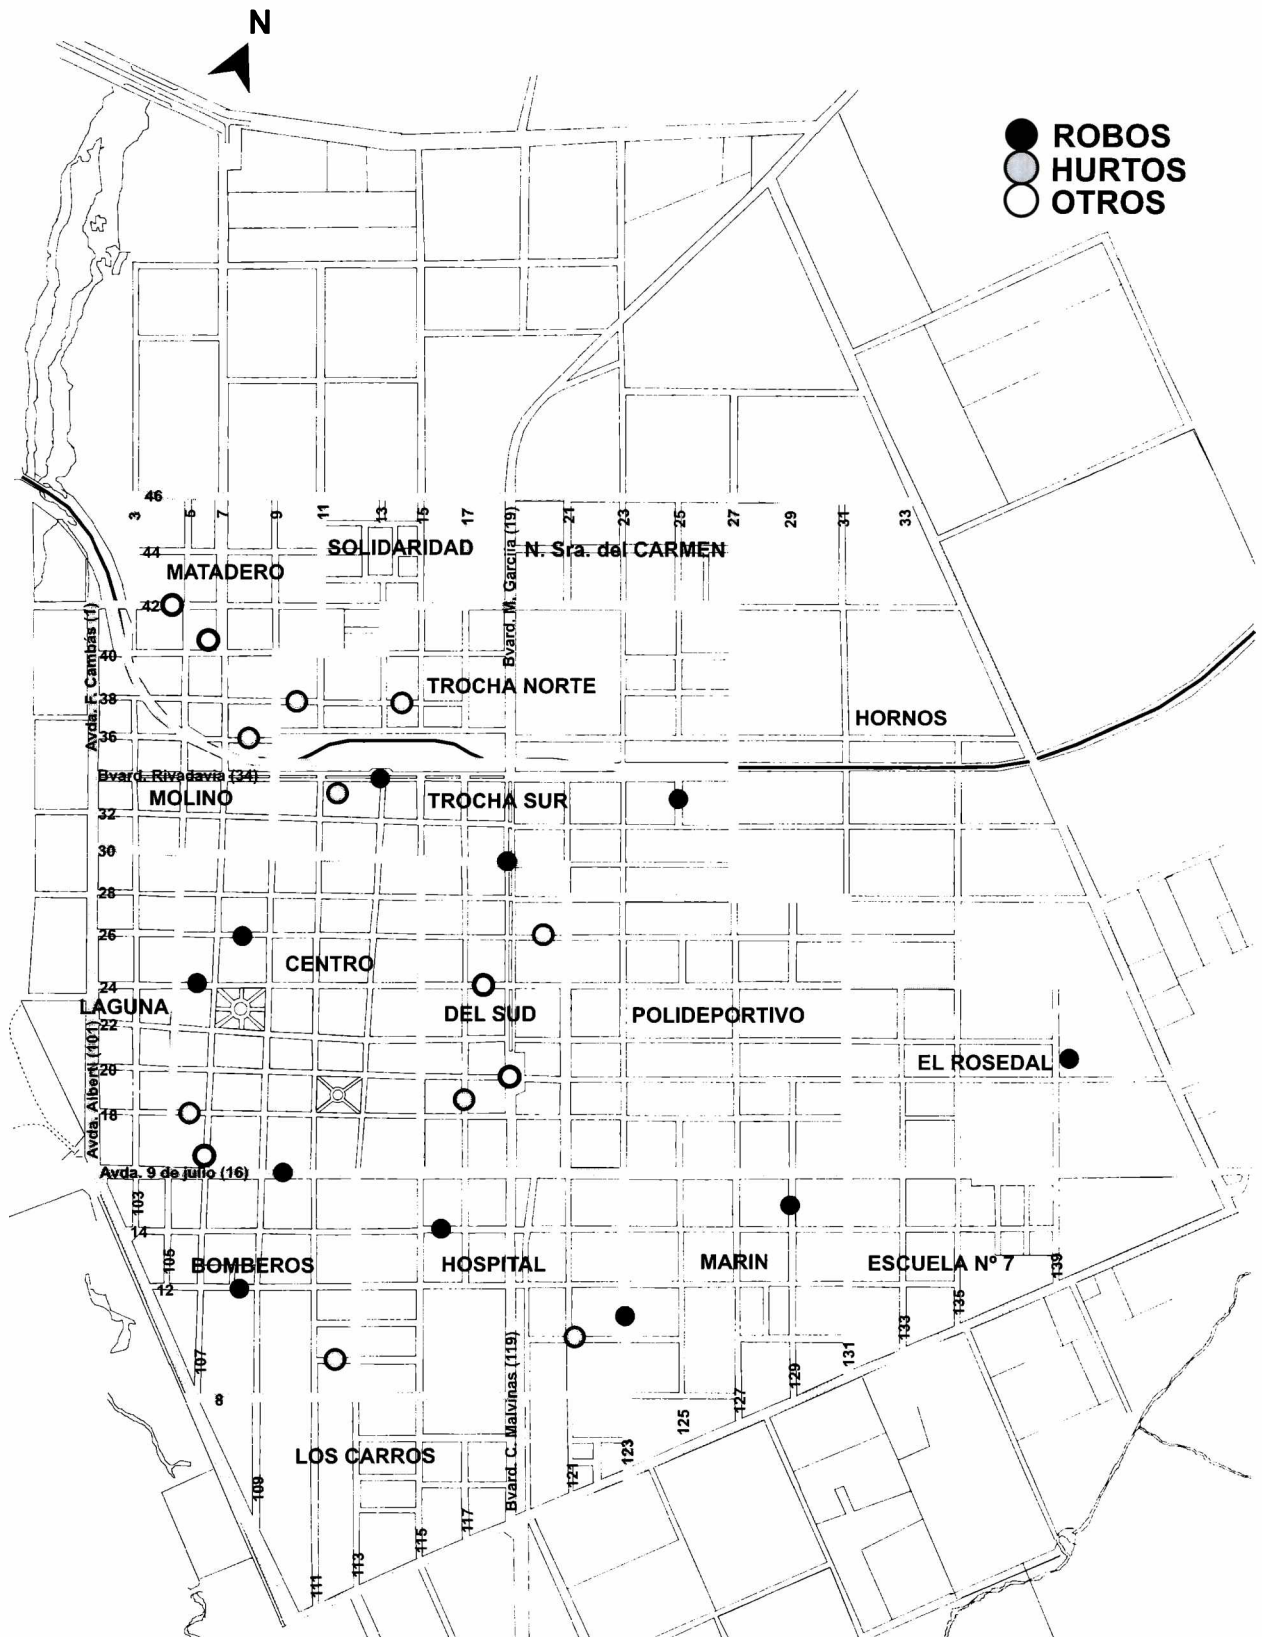 N
ROBOS
HURTOS
OTROS
46
3
5
7
9
11
13
15
17
Bvard. M. García (19)
21
23
25
27
29
31
33
44
SOLIDARIDAD
N. Sra. del CARMEN
MATADERO
42
Avda. F. Cambás (1)
40
38
TROCHA NORTE
36
HORNOS
Bvard. Rivadavia (34)
MOLINO
TROCHA SUR
32
30
28
26
CENTRO
24
LAGUNA
DEL SUD
POLIDEPORTIVO
22
Avda. Alberti (101)
20
EL ROSEDAL
18
Avda. 9 de julio (16)
103
14
105
BOMBEROS
HOSPITAL
MARIN
ESCUELA Nº 7
139
12
135
133
131
107
129
Bvard. C. Malvinas (119)
8
127
125
123
LOS CARROS
121
109
117
115
113
111